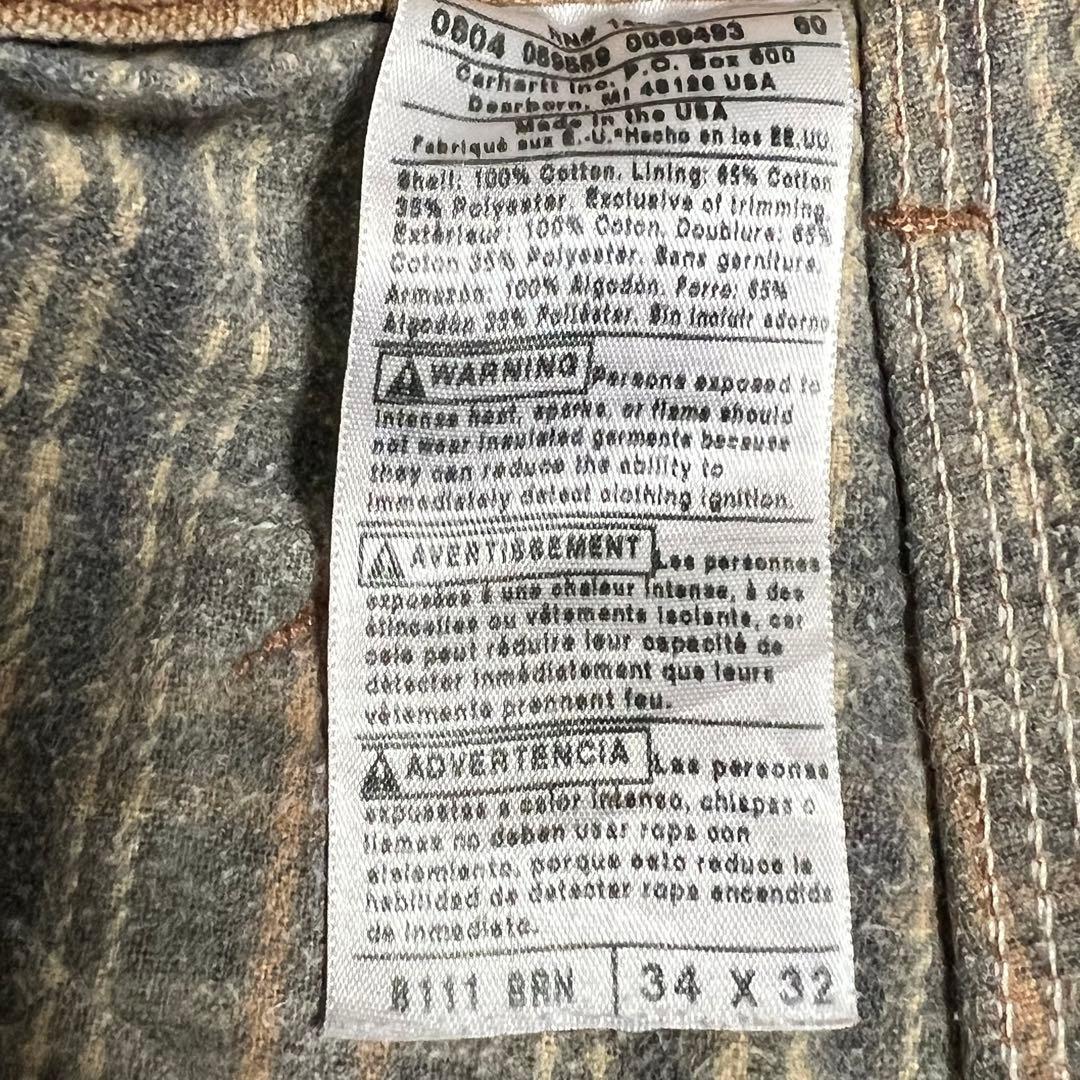 RN#
0604 0069493 60
Carhartt Inc. P.O. Box 600
Dearborn, MI 48126 USA
Made in the USA
Fabriqué aux E.-U.*Hecho en los EE.UU.
Shell: 100% Cotton. Lining: 65% Cotton
35% Polyester. Exclusive of trimming.
Extérieur: 100% Coton. Doublure: 65%
Coton 35% Polyester. Sans garniture.
Armazón: 100% Algodón. Forro: 65%
Algodón 35% Poliéster. Sin incluir adorno
WARNING Persons exposed to
intense heat, sparks, or flame should
not wear insulated garments because
they can reduce the ability to
immediately detect clothing ignition.
AVERTISSEMENT Les personnes
exposées à une chaleur intense, à des
étincelles ou vêtements isolante, car
cela peut réduire leur capacité de
détecter immédiatement que leurs
vêtements prennent feu.
ADVERTENCIA Las personas
expuestas a calor intenso, chispas o
llamas no deben usar ropa con
aislamiento, porque esto reduce la
habilidad de detectar ropa encendida
de inmediato.
B111 BRN 34 X 32